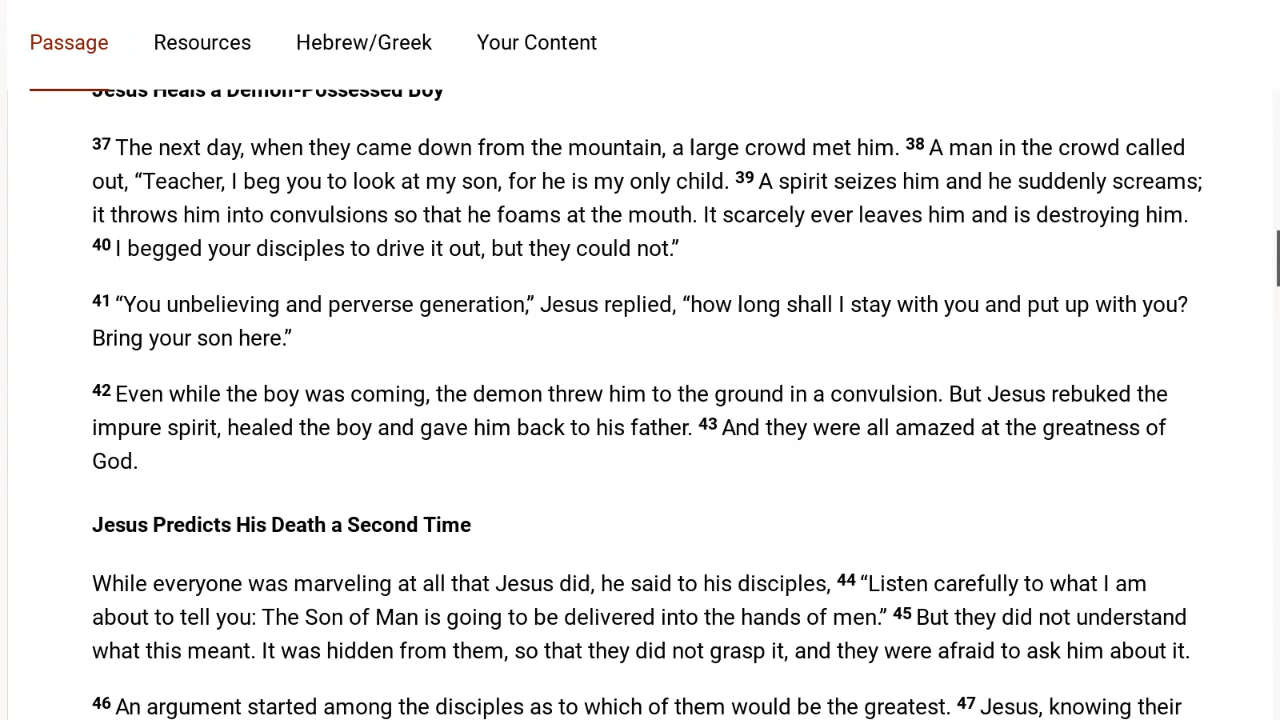 Passage Resources Hebrew/Greek Your Content
Jesus Heals a Demon-Possessed Boy
37 The next day, when they came down from the mountain, a large crowd met him. 38 A man in the crowd called
out, “Teacher, I beg you to look at my son, for he is my only child. 39 A spirit seizes him and he suddenly screams;
it throws him into convulsions so that he foams at the mouth. It scarcely ever leaves him and is destroying him.
40 I begged your disciples to drive it out, but they could not.”
41 “You unbelieving and perverse generation,” Jesus replied, “how long shall I stay with you and put up with you?
Bring your son here.”
42 Even while the boy was coming, the demon threw him to the ground in a convulsion. But Jesus rebuked the
impure spirit, healed the boy and gave him back to his father. 43 And they were all amazed at the greatness of
God.
Jesus Predicts His Death a Second Time
While everyone was marveling at all that Jesus did, he said to his disciples, 44 “Listen carefully to what I am
about to tell you: The Son of Man is going to be delivered into the hands of men.” 45 But they did not understand
what this meant. It was hidden from them, so that they did not grasp it, and they were afraid to ask him about it.
46 An argument started among the disciples as to which of them would be the greatest. 47 Jesus, knowing their